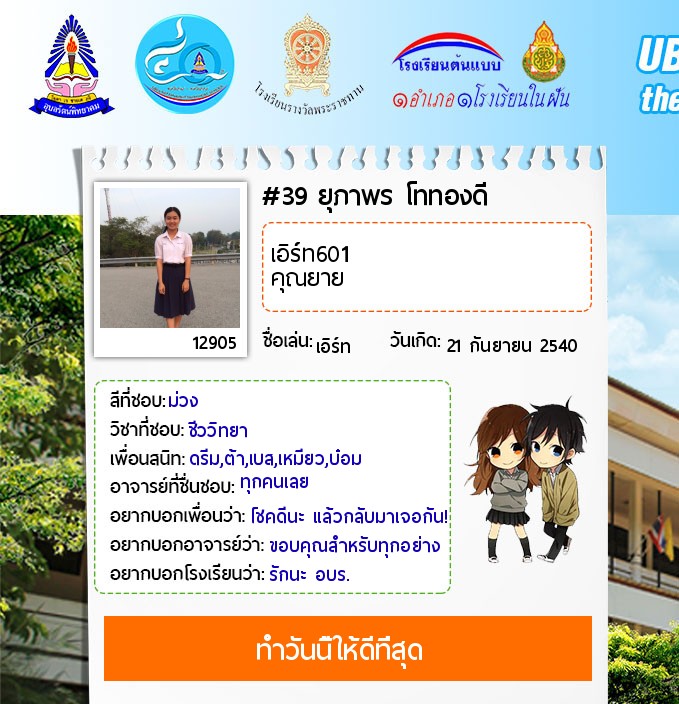 อุบลรัตน์พิทยาคม
โรงเรียนรางวัลพระราชทาน
โรงเรียนต้นแบบ
๑อำเภอ๑โรงเรียนในฝัน
UB
the
#39 ยุภาพร โททองดี
เอิร์ท601
คุณยาย
12905
ชื่อเล่น: เอิร์ท
วันเกิด: 21 กันยายน 2540
สีที่ชอบ: ม่วง
วิชาที่ชอบ: ชีววิทยา
เพื่อนสนิท: ดรีม,ต้า,เบส,เหมียว,บ๋อม
อาจารย์ที่ชื่นชอบ: ทุกคนเลย
อยากบอกเพื่อนว่า: โชคดีนะ แล้วกลับมาเจอกัน!
อยากบอกอาจารย์ว่า: ขอบคุณสำหรับทุกอย่าง
อยากบอกโรงเรียนว่า: รักนะ อบร.
ทำวันนี้ให้ดีที่สุด